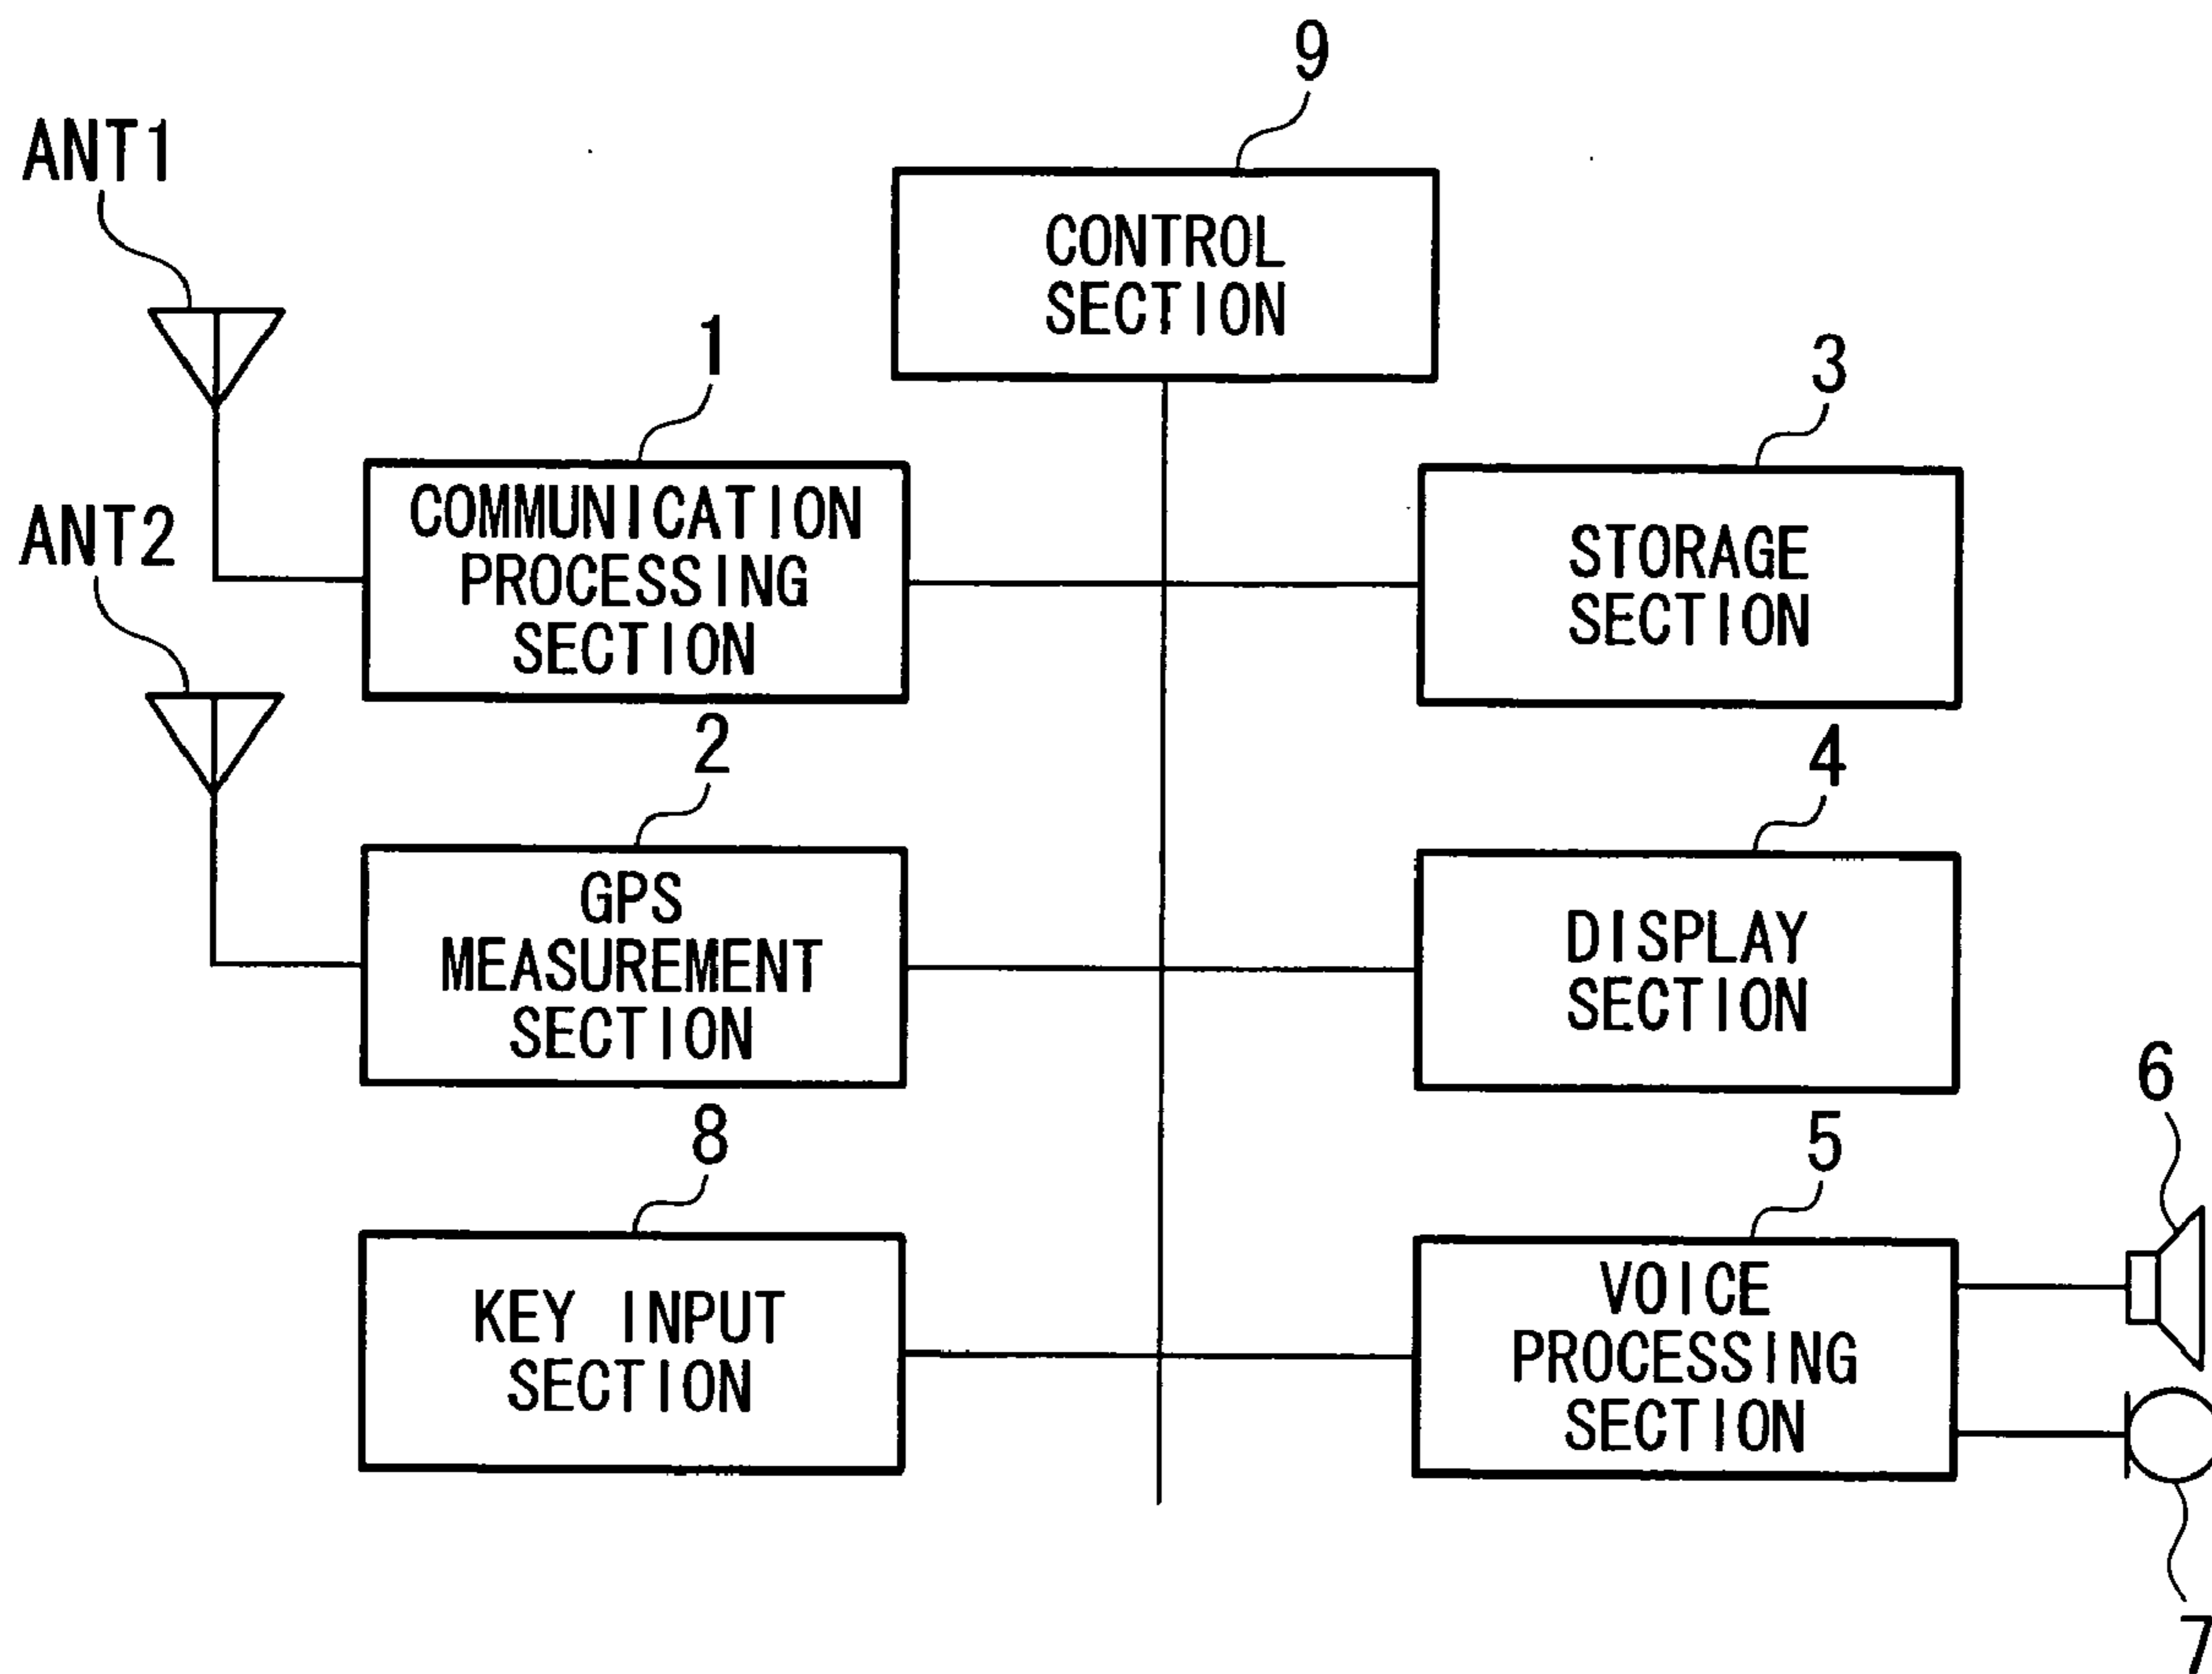 9
ANT1
CONTROL
SECTION
1
3
COMMUNICATION
PROCESSING
SECTION
STORAGE
SECTION
ANT2
2
4
GPS
MEASUREMENT
SECTION
DISPLAY
SECTION
6
8
5
KEY INPUT
SECTION
VOICE
PROCESSING
SECTION
7